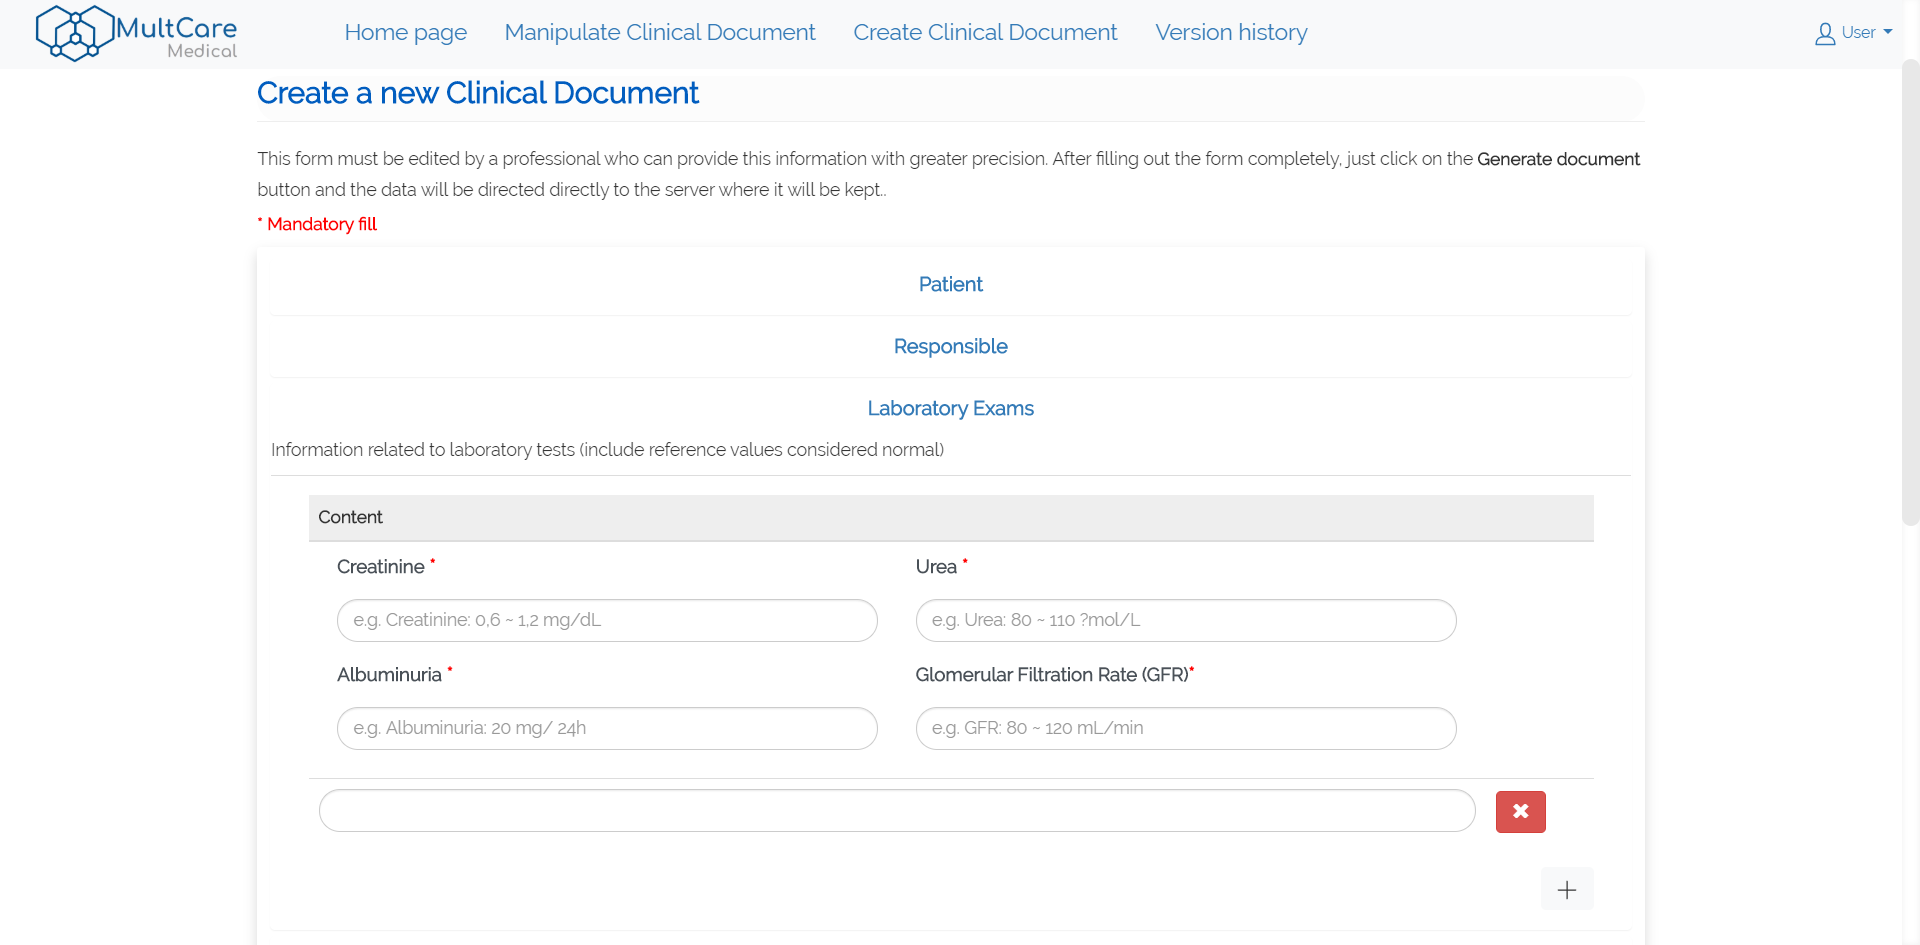 MultCare
Medical
Home page
Manipulate Clinical Document
Create Clinical Document
Version history
User
Create a new Clinical Document
This form must be edited by a professional who can provide this information with greater precision. After filling out the form completely, just click on the Generate document
button and the data will be directed directly to the server where it will be kept..
* Mandatory fill
Patient
Responsible
Laboratory Exams
Information related to laboratory tests (include reference values considered normal)
Content
Creatinine *
Urea *
e.g. Creatinine: 0,6 ~ 1,2 mg/dL
e.g. Urea: 80 ~ 110 ?mol/L
Albuminuria *
Glomerular Filtration Rate (GFR)*
e.g. Albuminuria: 20 mg/ 24h
e.g. GFR: 80 ~ 120 mL/min